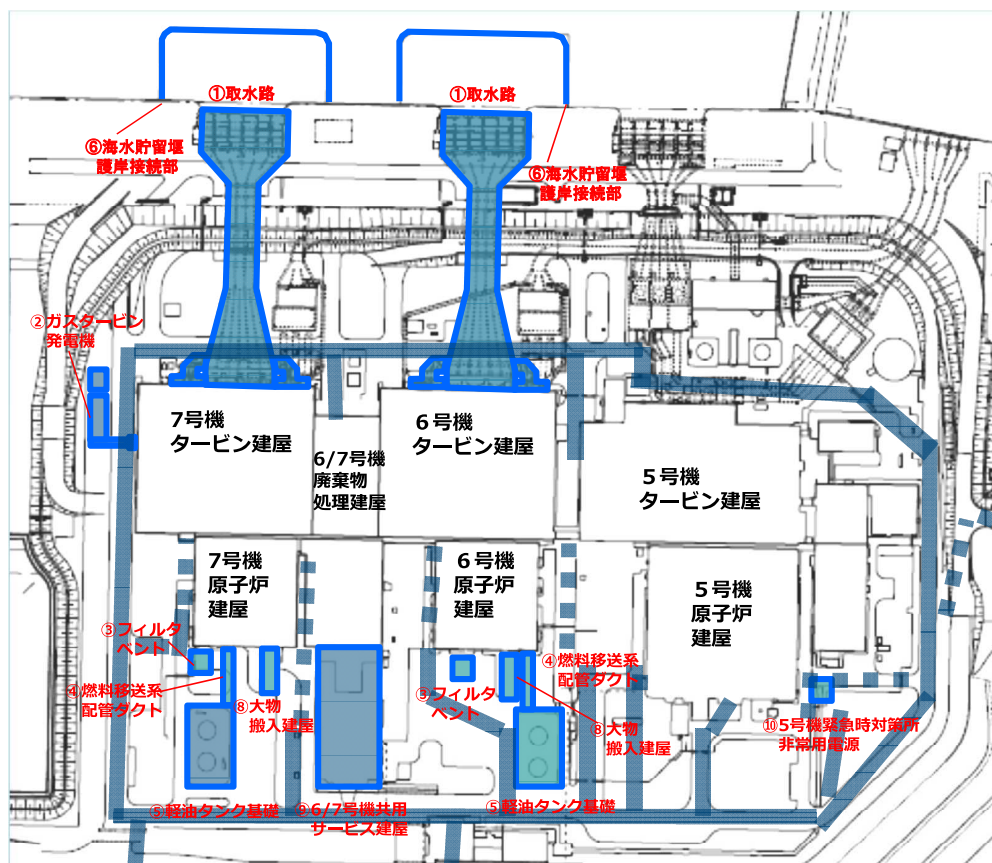 ①取水路
①取水路
⑥海水貯留堰
護岸接続部
⑥海水貯留堰
護岸接続部
②ガスタービン
発電機
7号機
タービン建屋
6/7号機
廃棄物
処理建屋
6号機
タービン建屋
5号機
タービン建屋
7号機
原子炉
建屋
6号機
原子炉
建屋
5号機
原子炉
建屋
③フィルタ
ベント
④燃料移送系
配管ダクト
⑧大物
搬入建屋
③フィルタ
ベント
④燃料移送系
配管ダクト
⑧大物
搬入建屋
⑩5号機緊急時対策所
非常用電源
⑤軽油タンク基礎
⑨6/7号機共用
サービス建屋
⑤軽油タンク基礎